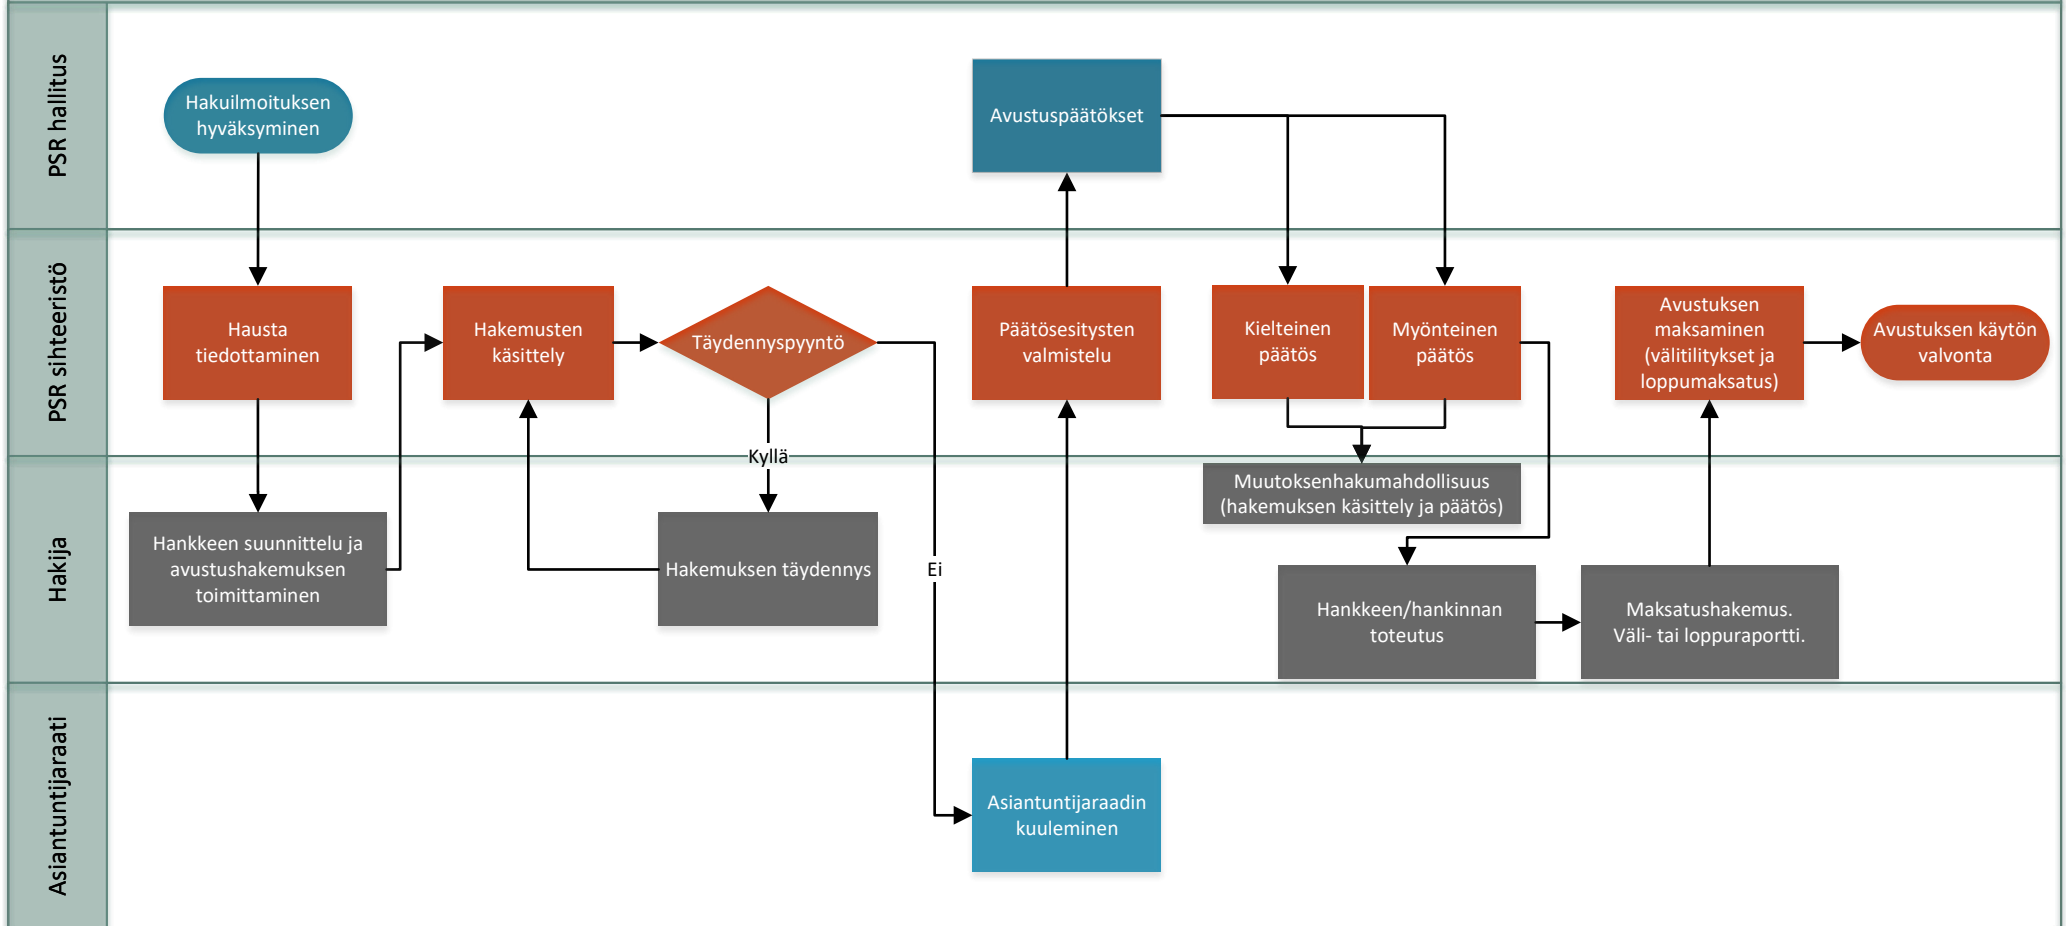 PSR hallitus
Hakuilmoituksen
hyväksyminen
Avustuspäätökset
PSR sihteeristö
Hausta
tiedottaminen
Hakemusten
käsittely
Täydennyspyyntö
Päätösesitysten
valmistelu
Kielteinen
päätös
Myönteinen
päätös
Avustuksen
maksaminen
(välitilitykset ja
loppumaksatus)
Avustuksen käytön
valvonta
Kyllä
Hakija
Hankkeen suunnittelu ja
avustushakemuksen
toimittaminen
Hakemuksen täydennys
Ei
Muutoksenhakumahdollisuus
(hakemuksen käsittely ja päätös)
Hankkeen/hankinnan
toteutus
Maksatushakemus.
Väli- tai loppuraportti.
Asiantuntijaraati
Asiantuntijaraadin
kuuleminen